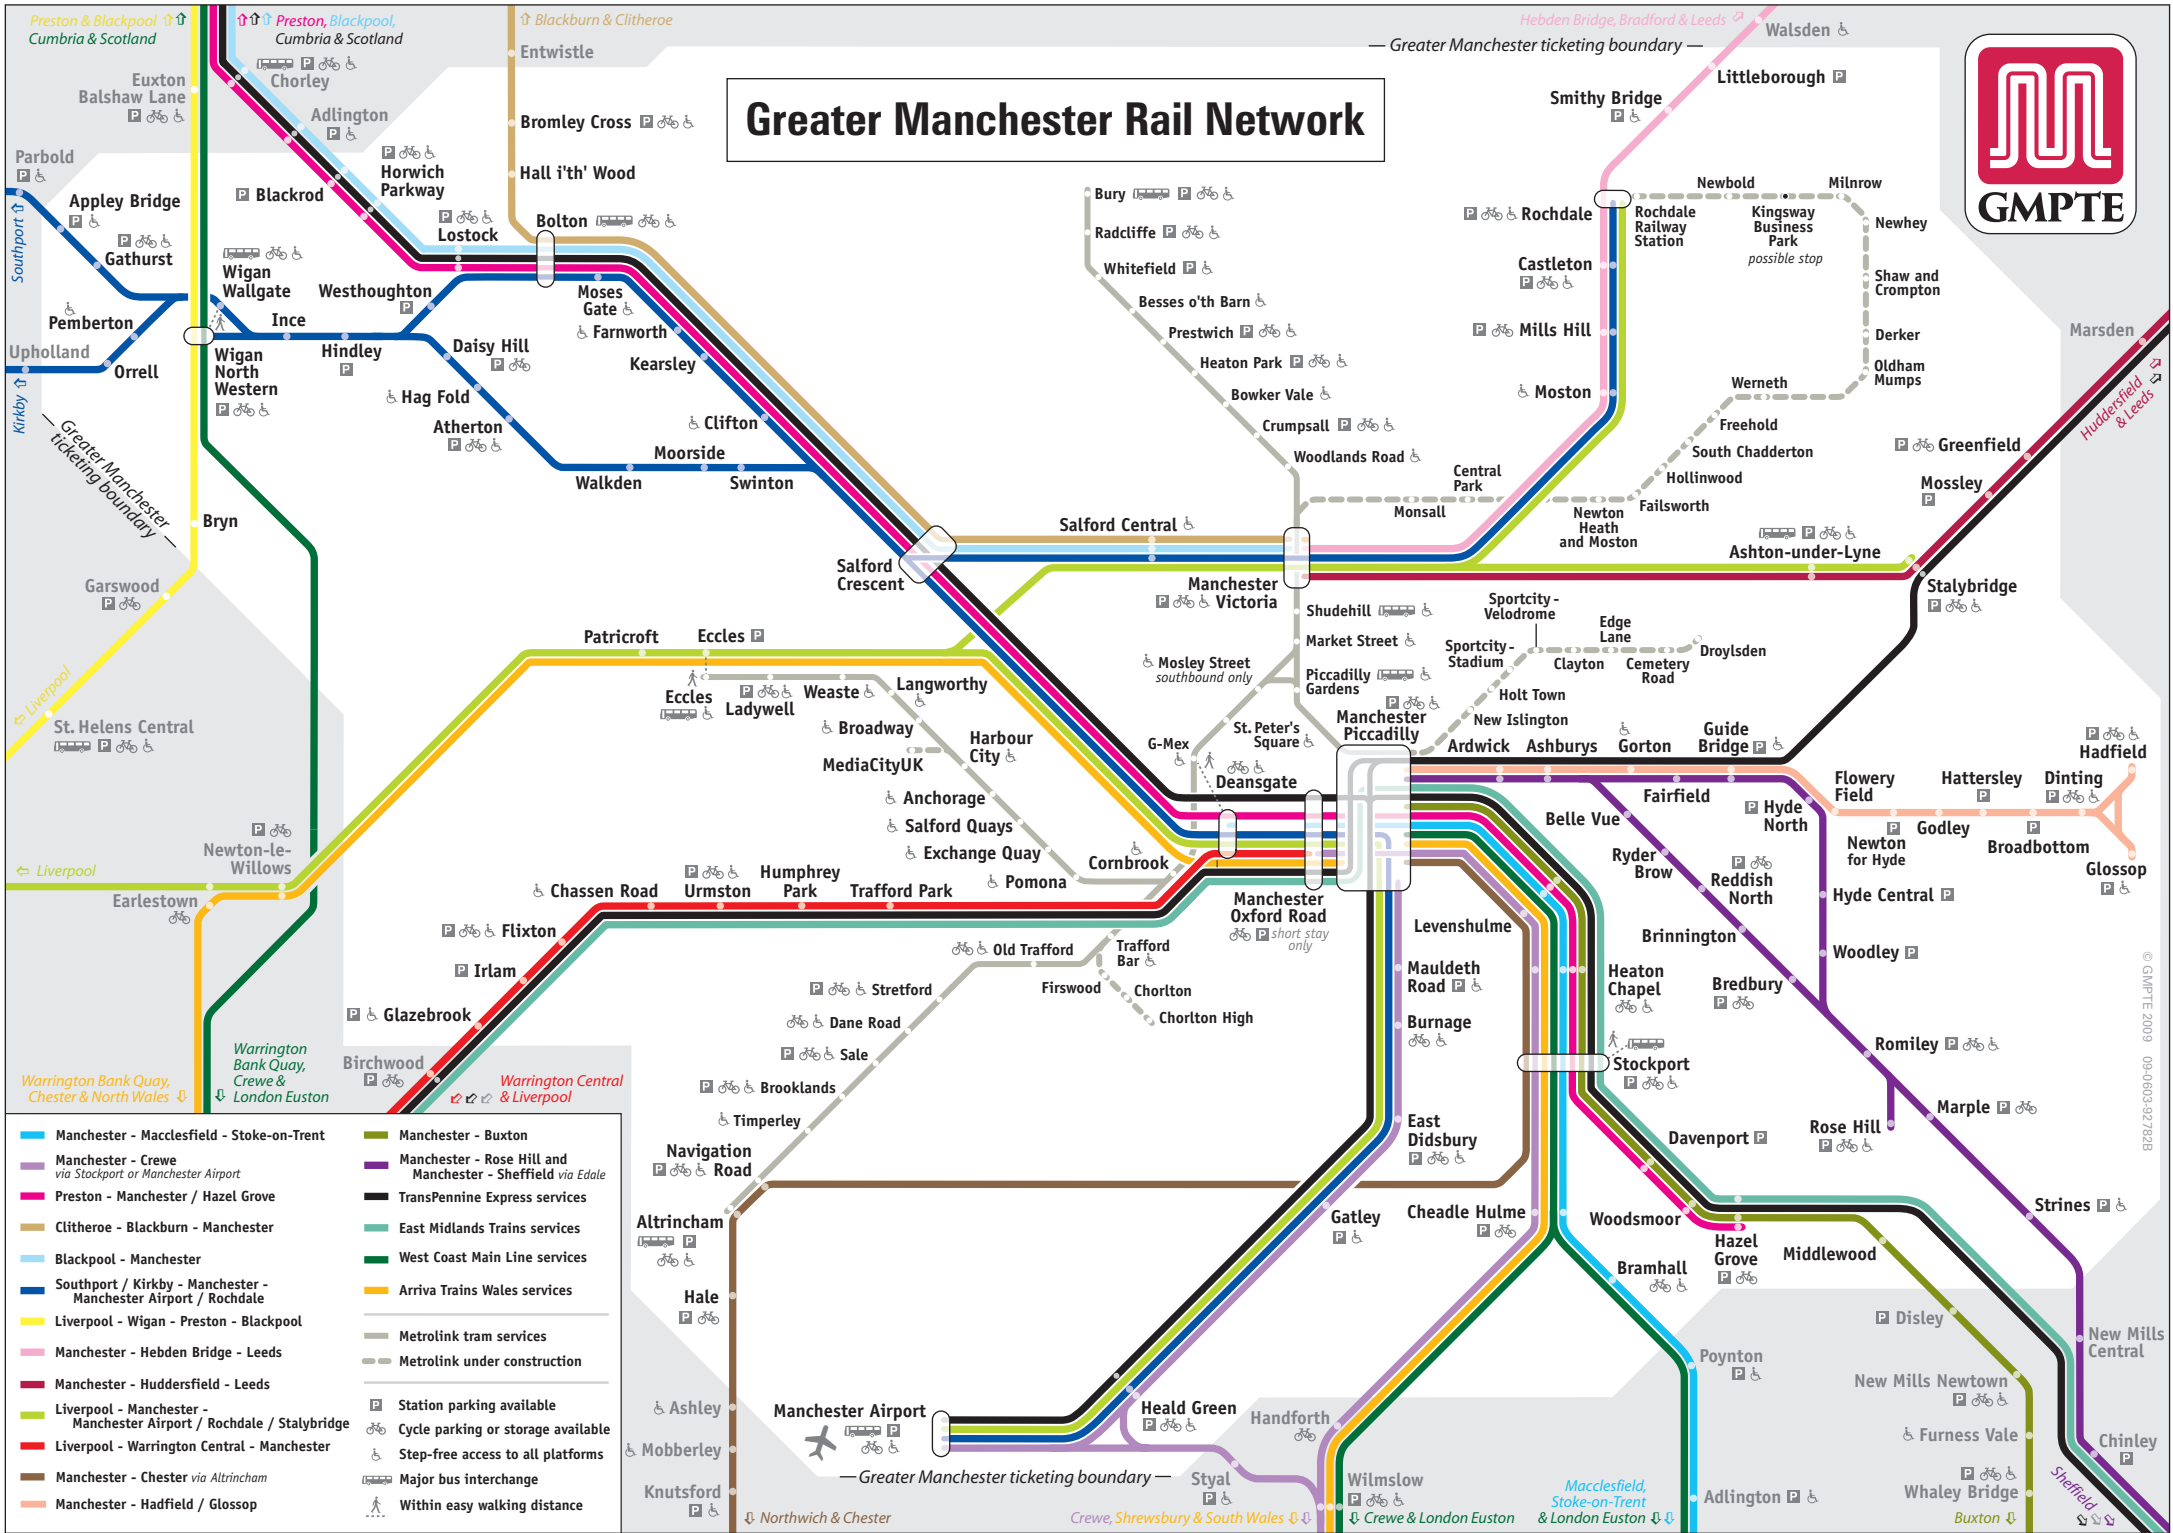 Preston & Blackpool
Cumbria & Scotland
Preston, Blackpool,
Cumbria & Scotland
Blackburn & Clitheroe
Hebden Bridge, Bradford & Leeds
Greater Manchester ticketing boundary
Greater Manchester Rail Network
GMPTE
Walsden
Littleborough
Smithy Bridge
Entwistle
Bromley Cross
Hall i'th' Wood
Bolton
Euxton
Balshaw Lane
Chorley
Adlington
Horwich
Parkway
Blackrod
Lostock
Parbold
Appley Bridge
Gathurst
Southport
Pemberton
Upholland
Orrell
Kirkby
Wigan
Wallgate
Wigan
North
Western
Ince
Hindley
Westhoughton
Daisy Hill
Hag Fold
Atherton
Walkden
Moorside
Swinton
Moses
Gate
Farnworth
Kearsley
Clifton
Greater Manchester
ticketing boundary
Bryn
Garswood
Liverpool
St. Helens Central
Bury
Radcliffe
Whitefield
Besses o'th Barn
Prestwich
Heaton Park
Bowker Vale
Crumpsall
Woodlands Road
Rochdale
Castleton
Mills Hill
Moston
Rochdale
Railway
Station
Newbold
Kingsway
Business
Park
possible stop
Milnrow
Newhey
Shaw and
Crompton
Derker
Oldham
Mumps
Werneth
Freehold
South Chadderton
Hollinwood
Failsworth
Newton
Heath
and Moston
Central
Park
Monsall
Marsden
Huddersfield
& Leeds
Greenfield
Mossley
Ashton-under-Lyne
Stalybridge
Salford Central
Salford
Crescent
Manchester
Victoria
Shudehill
Market Street
Mosley Street
southbound only
Piccadilly
Gardens
St. Peter's
Square
G-Mex
Manchester
Piccadilly
Deansgate
Sportcity -
Velodrome
Sportcity -
Stadium
Edge
Lane
Clayton
Cemetery
Road
Droylsden
Holt Town
New Islington
Patricroft
Eccles
Eccles
Ladywell
Weaste
Langworthy
Broadway
Harbour
City
MediaCityUK
Anchorage
Salford Quays
Exchange Quay
Pomona
Cornbrook
Ardwick
Ashburys
Gorton
Guide
Bridge
Fairfield
Flowery
Field
Newton
for Hyde
Godley
Hattersley
Broadbottom
Dinting
Hadfield
Glossop
Hyde
North
Hyde Central
Woodley
Belle Vue
Ryder
Brow
Reddish
North
Brinnington
Bredbury
Romiley
Rose Hill
Marple
Strines
New Mills
Central
Chinley
Sheffield
Newton-le-
Willows
Liverpool
Earlestown
Chassen Road
Urmston
Humphrey
Park
Trafford Park
Flixton
Irlam
Glazebrook
Birchwood
Warrington Central
& Liverpool
Warrington
Bank Quay,
Crewe &
London Euston
Warrington Bank Quay,
Chester & North Wales
Manchester
Oxford Road
short stay
only
Trafford
Bar
Old Trafford
Firswood
Chorlton
Chorlton High
Stretford
Dane Road
Sale
Brooklands
Timperley
Navigation
Road
Altrincham
Hale
Ashley
Mobberley
Knutsford
Northwich & Chester
Levenshulme
Heaton
Chapel
Stockport
Mauldeth
Road
Burnage
East
Didsbury
Gatley
Cheadle Hulme
Davenport
Woodsmoor
Hazel
Grove
Middlewood
Disley
New Mills Newtown
Furness Vale
Whaley Bridge
Buxton
Bramhall
Poynton
Adlington
Macclesfield,
Stoke-on-Trent
& London Euston
Manchester Airport
Heald Green
Handforth
Styal
Wilmslow
Greater Manchester ticketing boundary
Crewe, Shrewsbury & South Wales
Crewe & London Euston
© GMPTE 2009 09-0603-92782B
Manchester - Macclesfield - Stoke-on-Trent
Manchester - Crewe
via Stockport or Manchester Airport
Preston - Manchester / Hazel Grove
Clitheroe - Blackburn - Manchester
Blackpool - Manchester
Southport / Kirkby - Manchester -
Manchester Airport / Rochdale
Liverpool - Wigan - Preston - Blackpool
Manchester - Hebden Bridge - Leeds
Manchester - Huddersfield - Leeds
Liverpool - Manchester -
Manchester Airport / Rochdale / Stalybridge
Liverpool - Warrington Central - Manchester
Manchester - Chester via Altrincham
Manchester - Hadfield / Glossop
Manchester - Buxton
Manchester - Rose Hill and
Manchester - Sheffield via Edale
TransPennine Express services
East Midlands Trains services
West Coast Main Line services
Arriva Trains Wales services
Metrolink tram services
Metrolink under construction
P Station parking available
Cycle parking or storage available
Step-free access to all platforms
Major bus interchange
Within easy walking distance